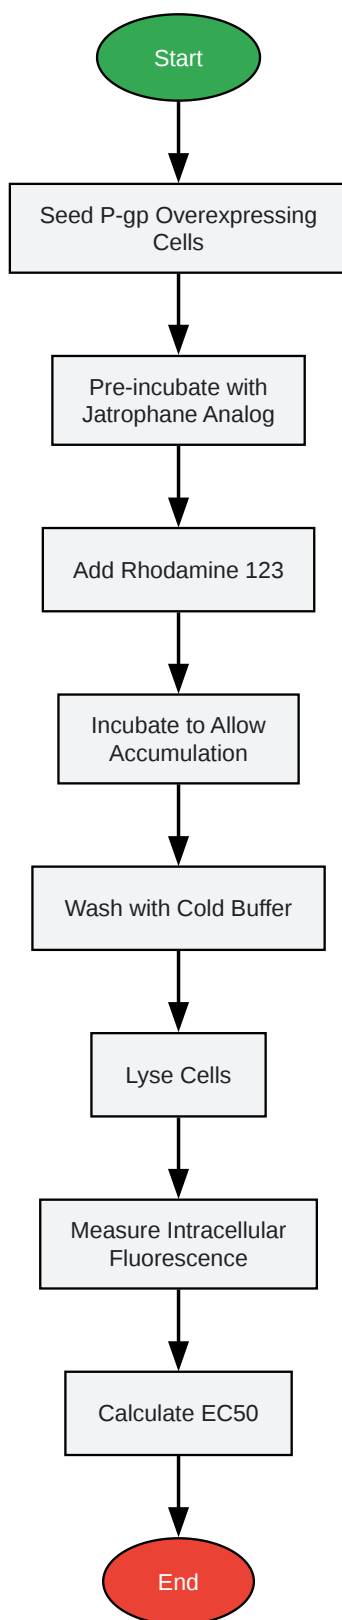 Start
Seed P-gp Overexpressing
Cells
Pre-incubate with
Jatrophane Analog
Add Rhodamine 123
Incubate to Allow
Accumulation
Wash with Cold Buffer
Lyse Cells
Measure Intracellular
Fluorescence
Calculate EC50
End